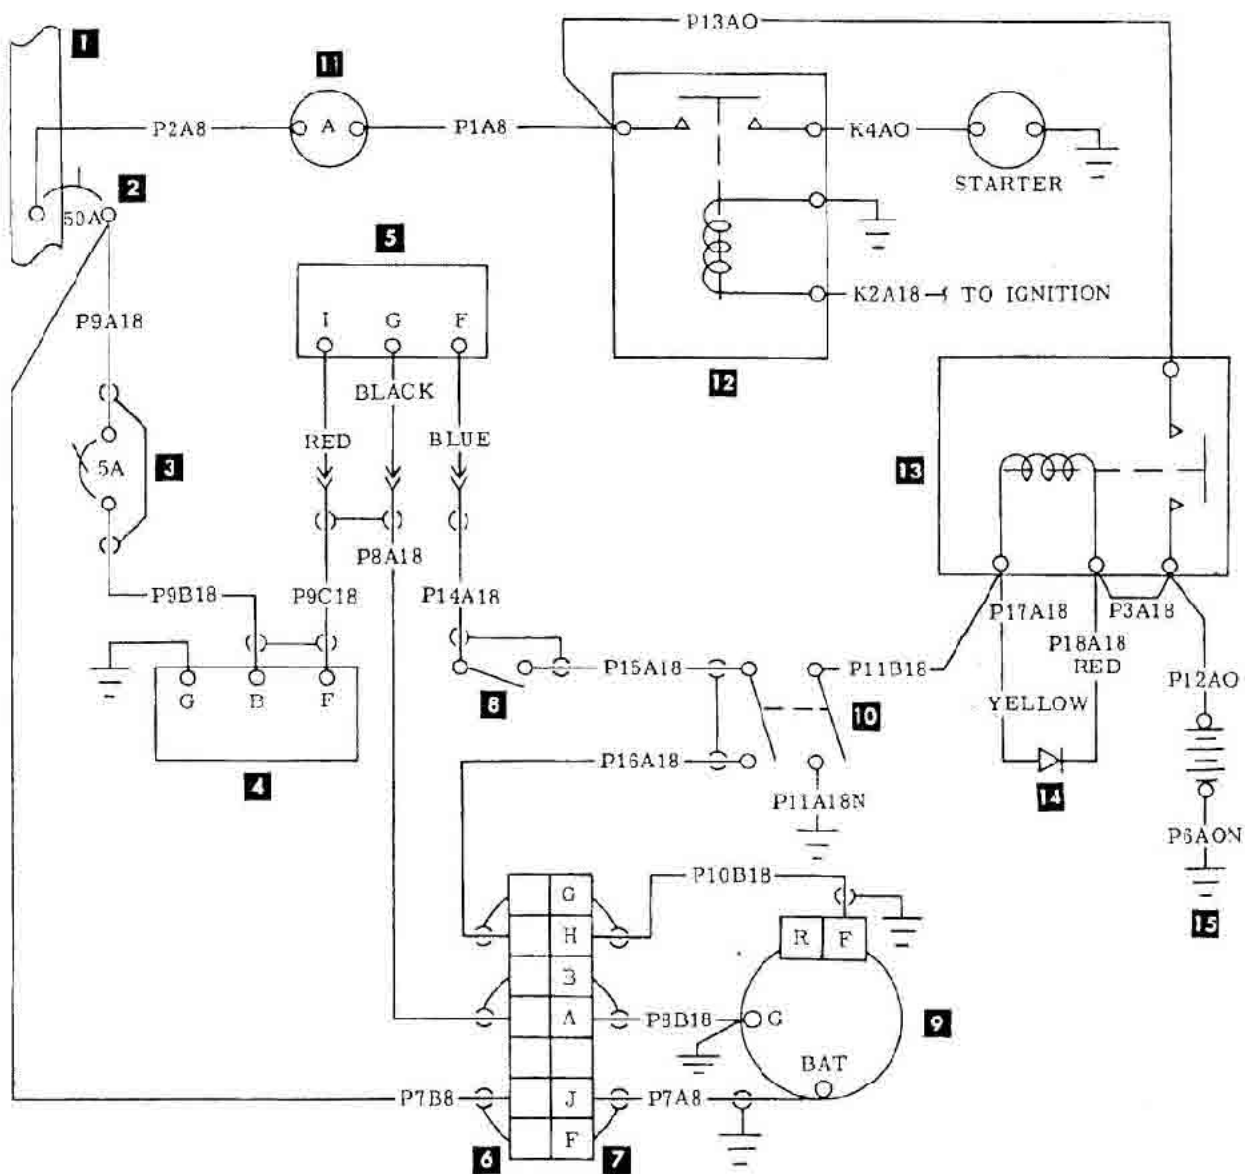 P13AO
1
11
P2A8
A
P1A8
K4AO
STARTER
2
50A
5
P9A18
I G F
K2A18
TO IGNITION
12
BLACK
RED
BLUE
3
5A
13
P8A18
P9B18
P9C18
P14A18
P17A18
P3A18
P18A18
RED
G B F
P15A18
P11B18
P12AO
8
10
YELLOW
4
P16A18
P11A18N
14
P6AON
P10B18
G
15
H
R F
B
A
P8B18
G
9
BAT
P7B8
J
P7A8
F
6
7